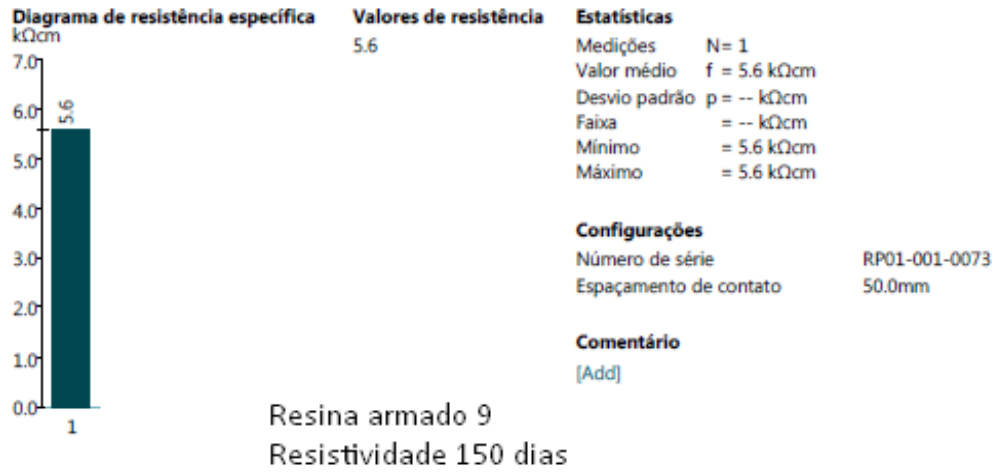 Diagrama de resistência específica
kΩcm
7.0
6.0
5.0
4.0
3.0
2.0
1.0
0.0
5.6
1
Valores de resistência
5.6
Estatísticas
Medições N= 1
Valor médio f = 5.6 kΩcm
Desvio padrão p = -- kΩcm
Faixa = -- kΩcm
Mínimo = 5.6 kΩcm
Máximo = 5.6 kΩcm
Configurações
Número de série RP01-001-0073
Espaçamento de contato 50.0mm
Comentário
[Add]
Resina armado 9
Resistividade 150 dias